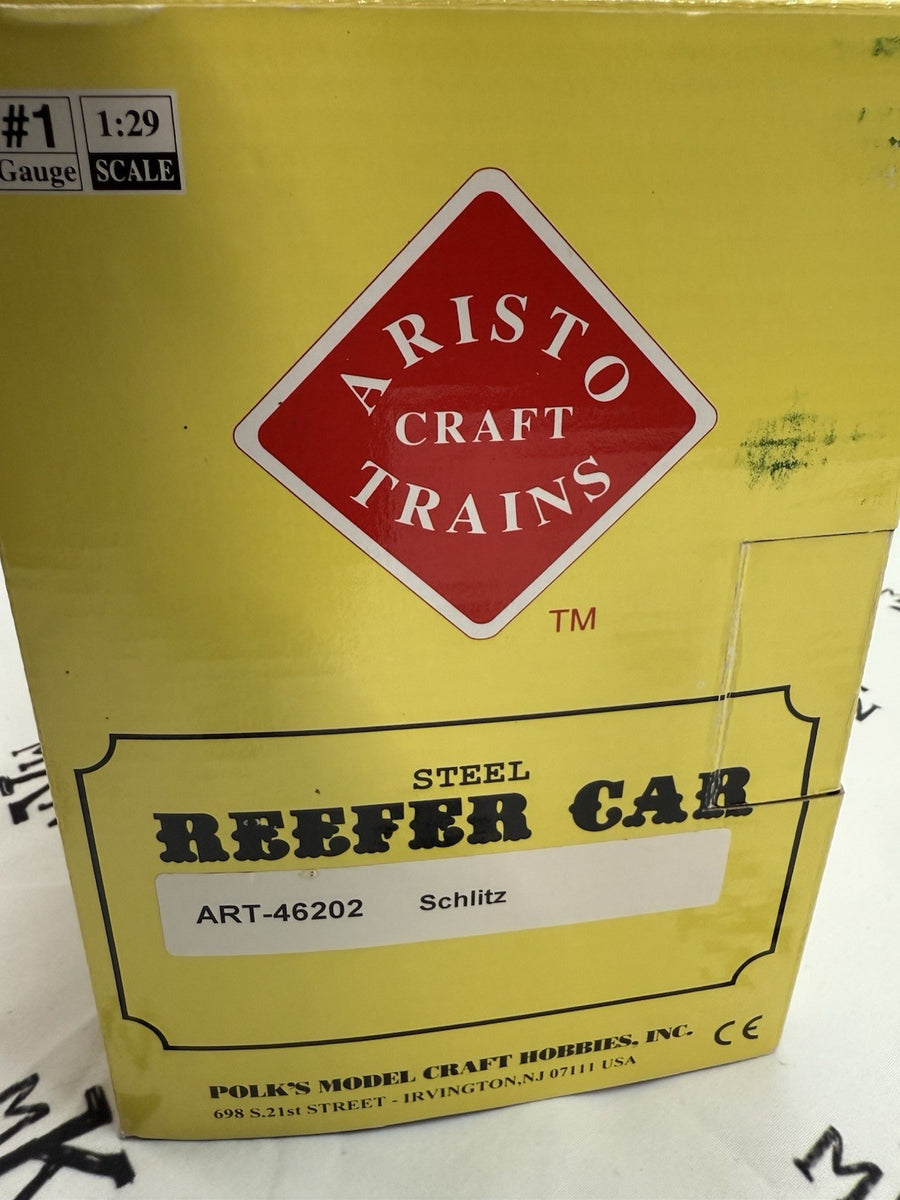 #1
Gauge
1:29
SCALE
ARISTO
CRAFT
TRAINS
TM
STEEL
REEFER CAR
ART-46202 Schlitz
POLK'S MODEL CRAFT HOBBIES, INC.
698 S.21st STREET - IRVINGTON,NJ 07111 USA
CE